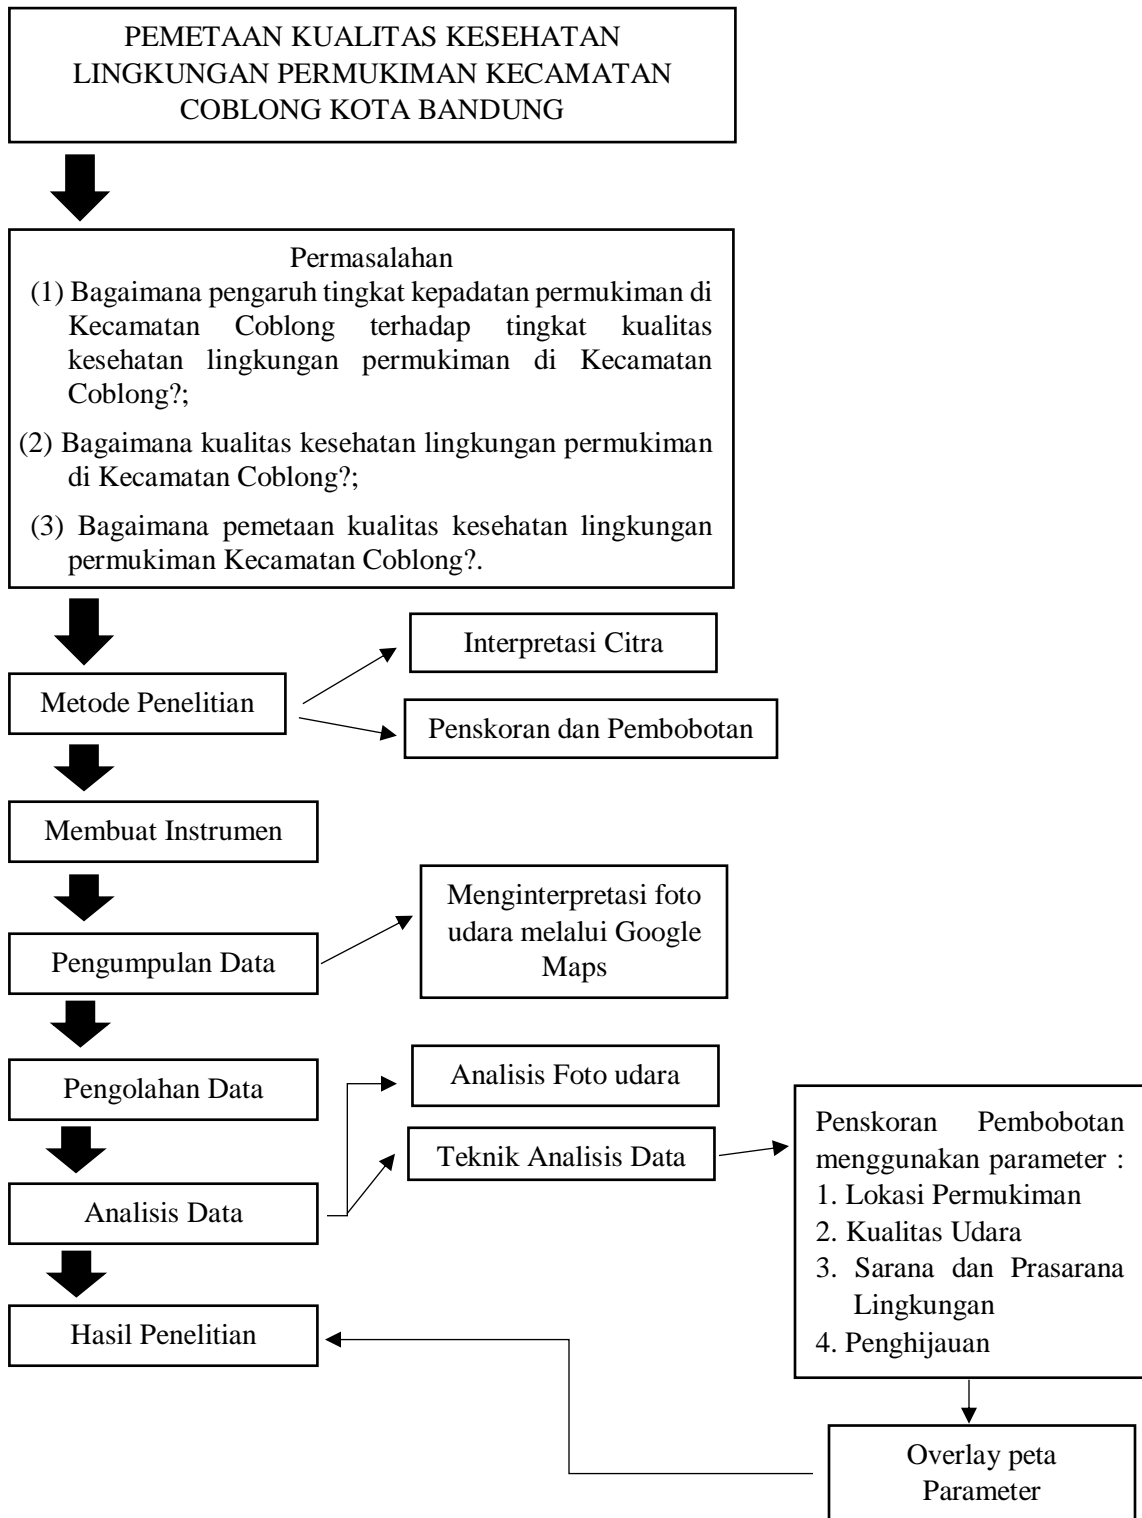 PEMETAAN KUALITAS KESEHATAN
LINGKUNGAN PERMUKIMAN KECAMATAN
COBLONG KOTA BANDUNG
Permasalahan
(1) Bagaimana pengaruh tingkat kepadatan permukiman di
Kecamatan Coblong terhadap tingkat kualitas
kesehatan lingkungan permukiman di Kecamatan
Coblong?;
(2) Bagaimana kualitas kesehatan lingkungan permukiman
di Kecamatan Coblong?;
(3) Bagaimana pemetaan kualitas kesehatan lingkungan
permukiman Kecamatan Coblong?.
Interpretasi Citra
Metode Penelitian
Penskoran dan Pembobotan
Membuat Instrumen
Menginterpretasi foto
udara melalui Google
Maps
Pengumpulan Data
Analisis Foto udara
Pengolahan Data
Teknik Analisis Data
Penskoran Pembobotan
menggunakan parameter :
1. Lokasi Permukiman
2. Kualitas Udara
3. Sarana dan Prasarana
Lingkungan
4. Penghijauan
Analisis Data
Hasil Penelitian
Overlay peta
Parameter